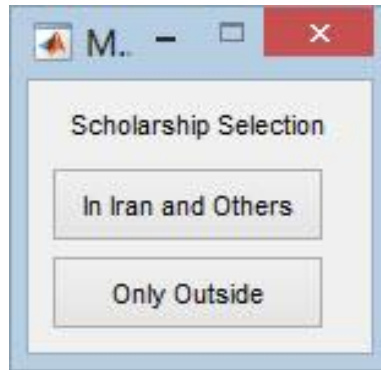 M..
Scholarship Selection
In Iran and Others
Only Outside